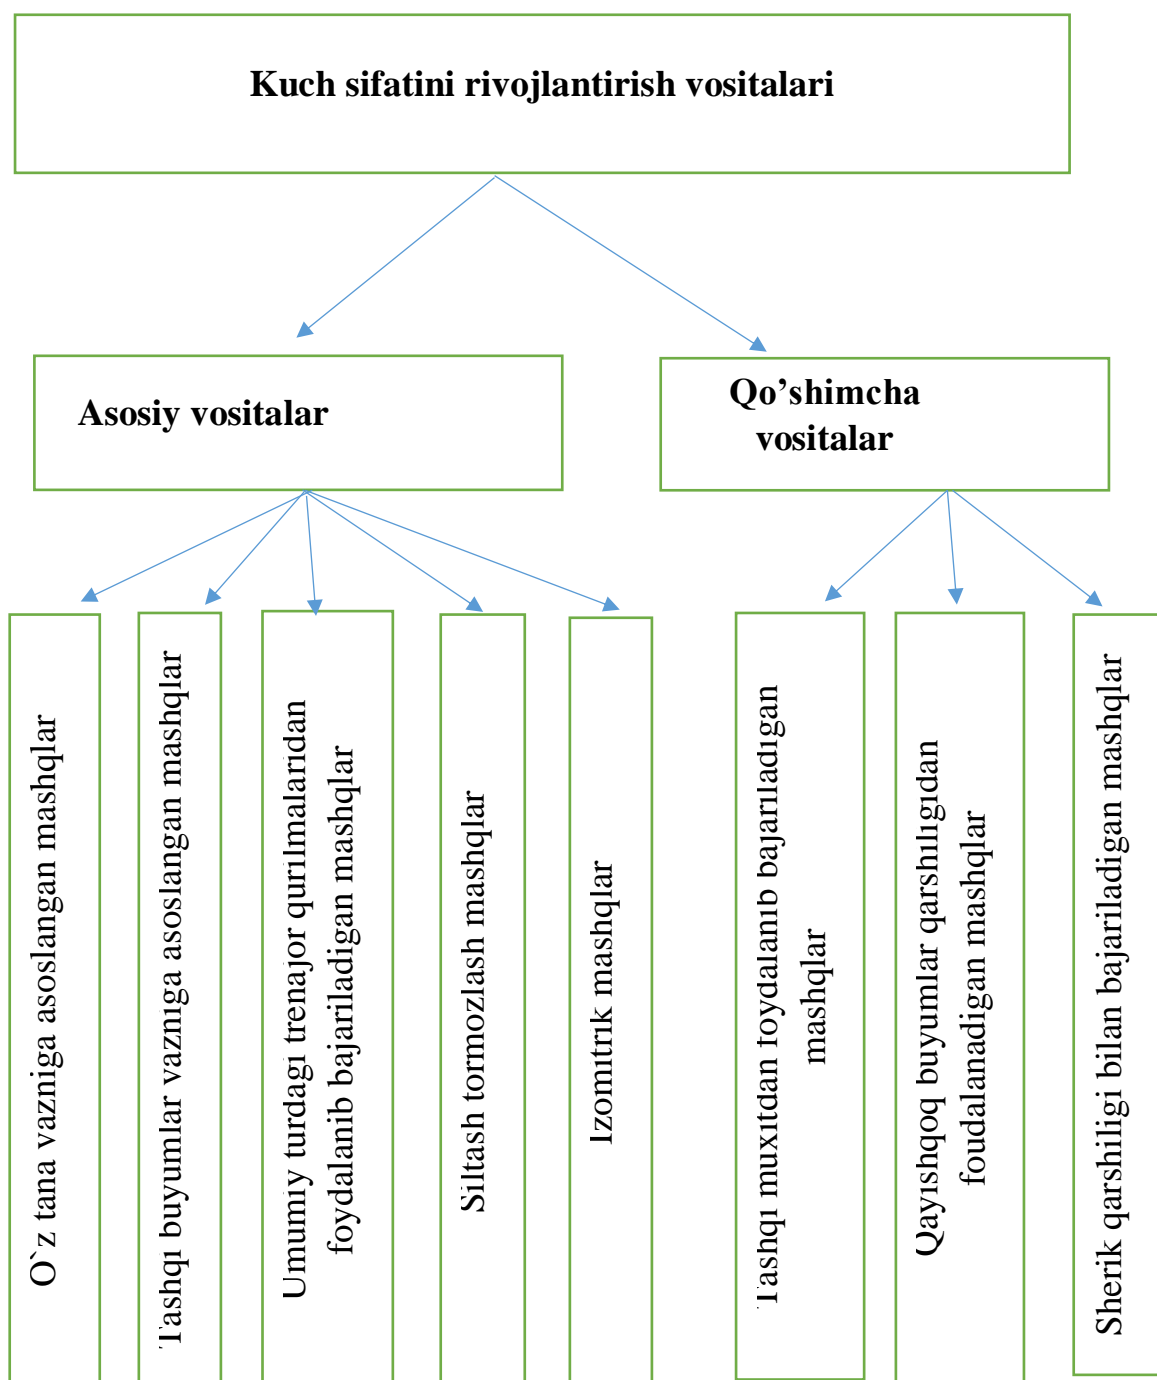 Kuch sifatini rivojlantirish vositalari
Asosiy vositalar
Qo’shimcha
vositalar
O`z tana vazniga asoslangan mashqlar
Tashqi buyumlar vazniga asoslangan mashqlar
Umumiy turdagi trenajor qurilmalaridan
foydalanib bajariladigan mashqlar
Siltash tormozlash mashqlar
Izomitrik mashqlar
Tashqi muxitdan foydalanib bajariladigan
mashqlar
Qayishqoq buyumlar qarshiligidan
foudalanadigan mashqlar
Sherik qarshiligi bilan bajariladigan mashqlar